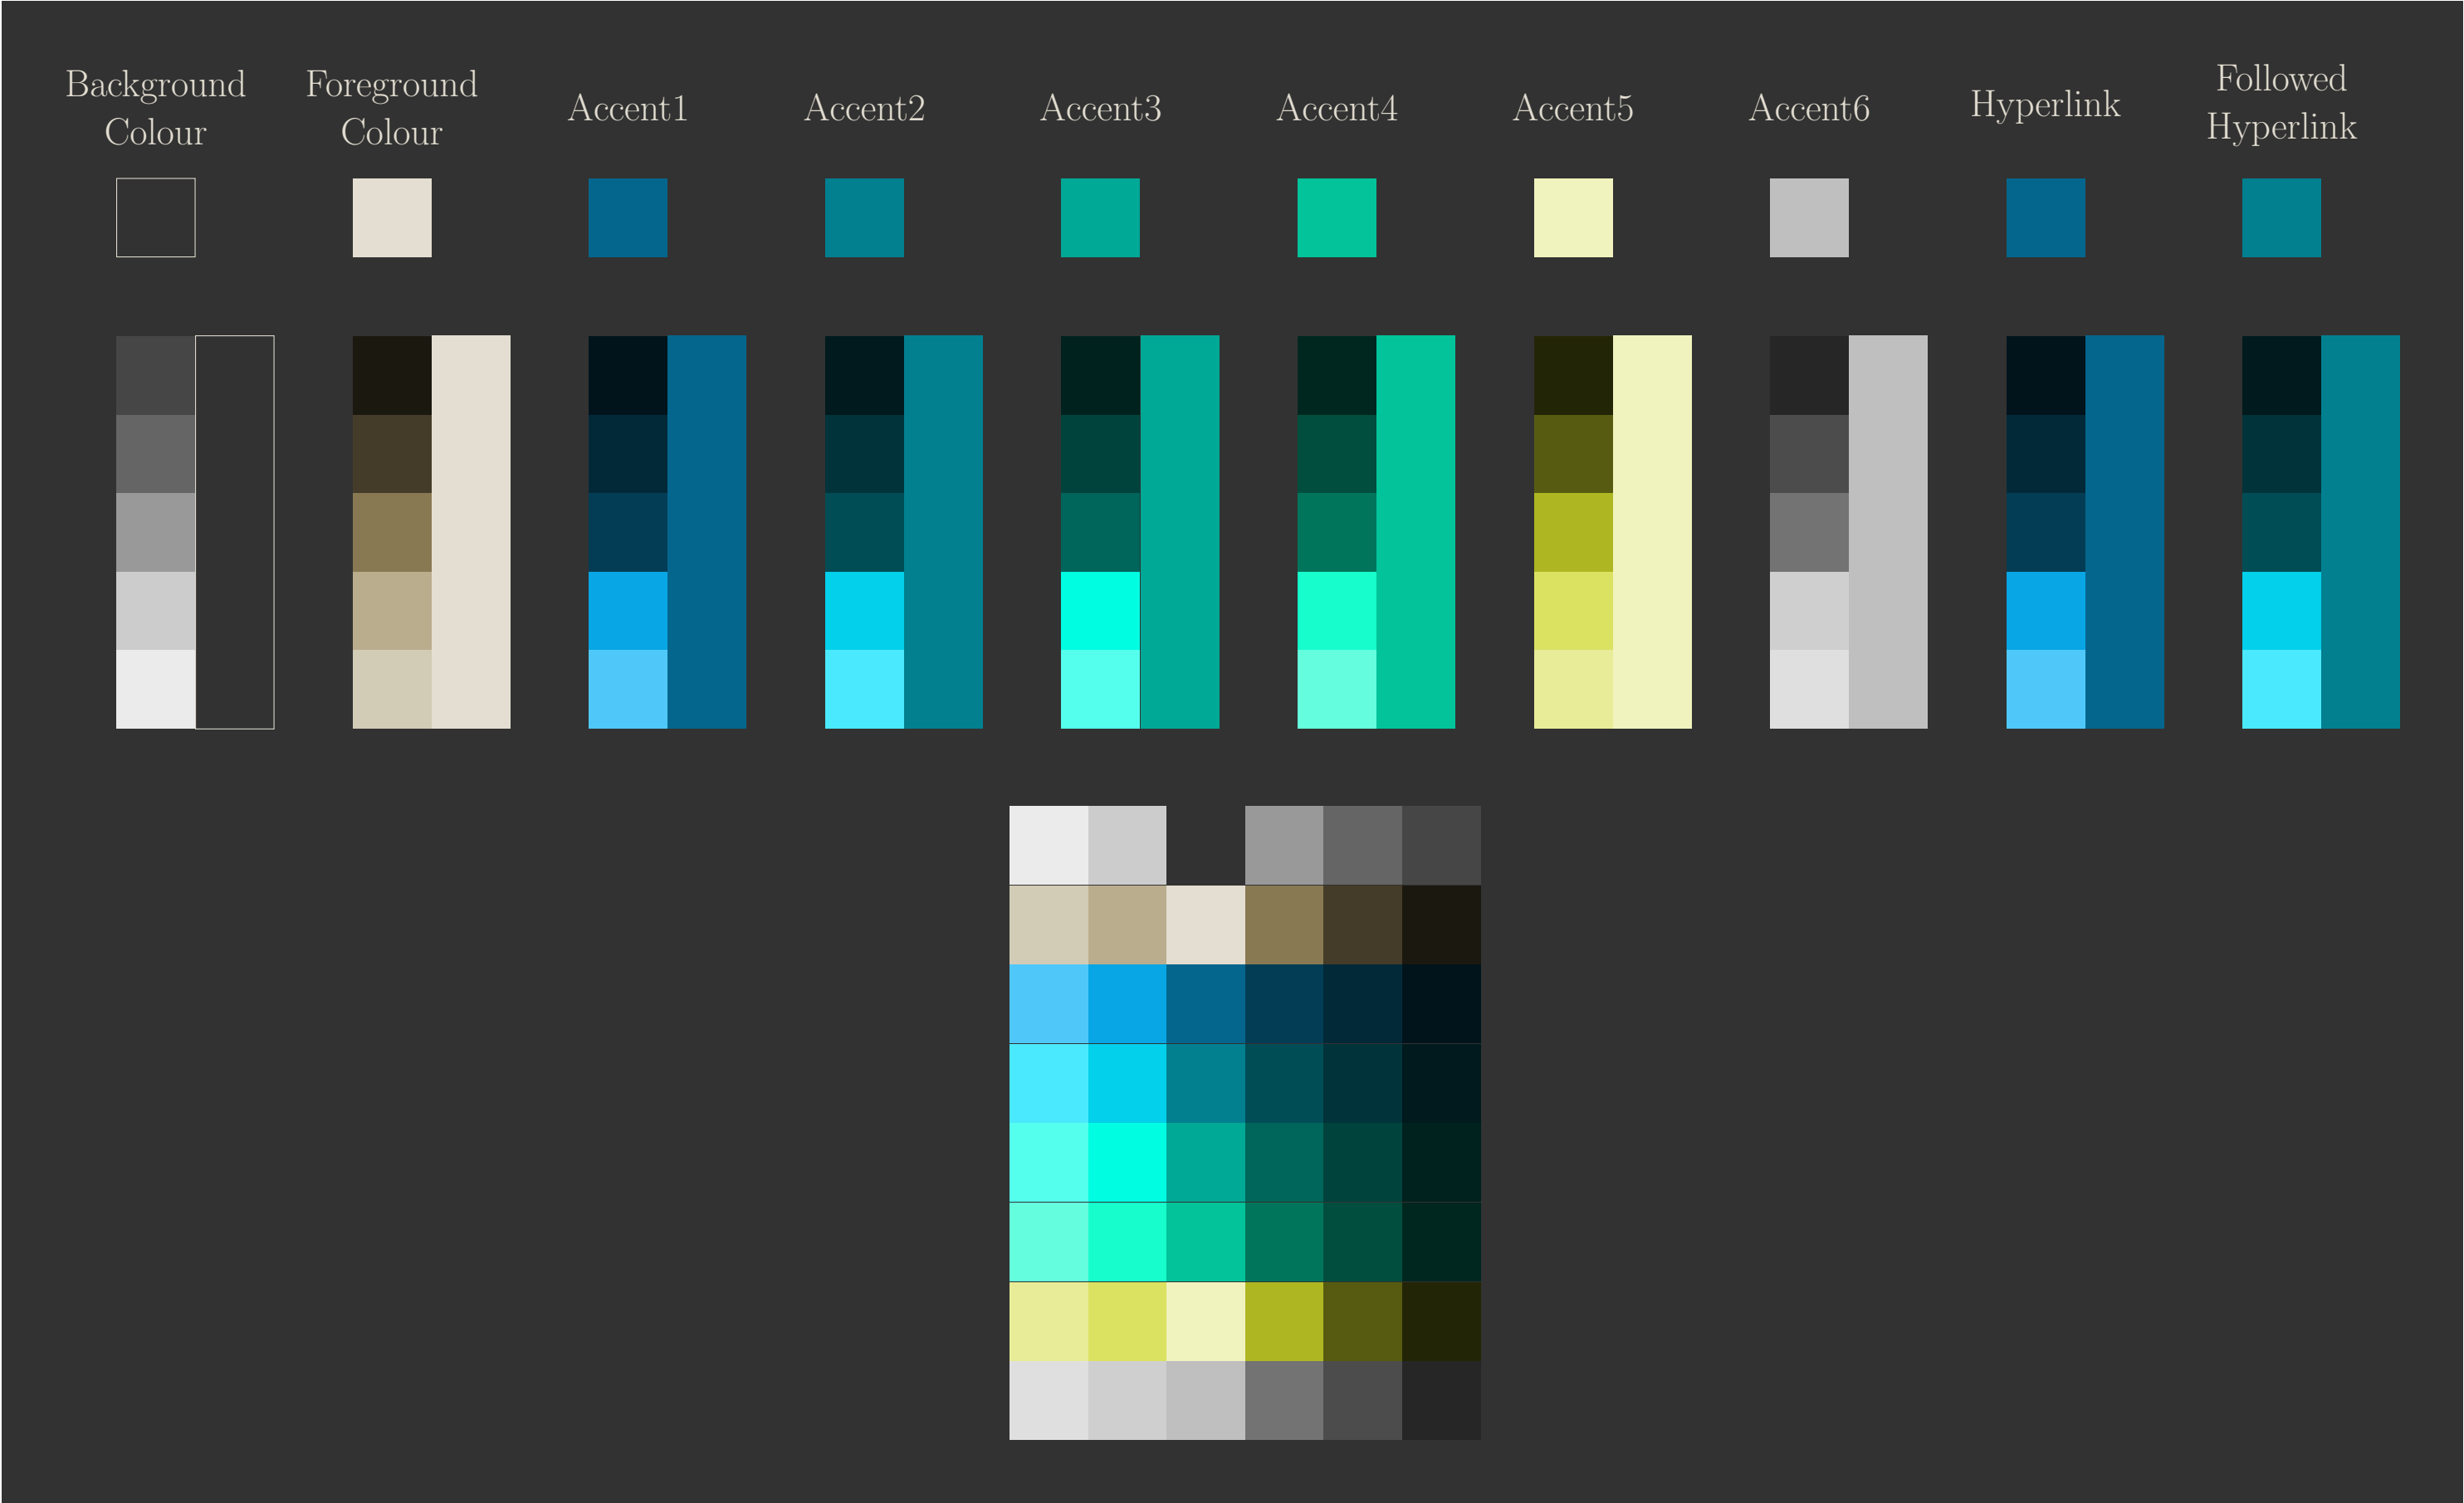 Background
Colour
Foreground
Colour
Accent1
Accent2
Accent3
Accent4
Accent5
Accent6
Hyperlink
Followed
Hyperlink